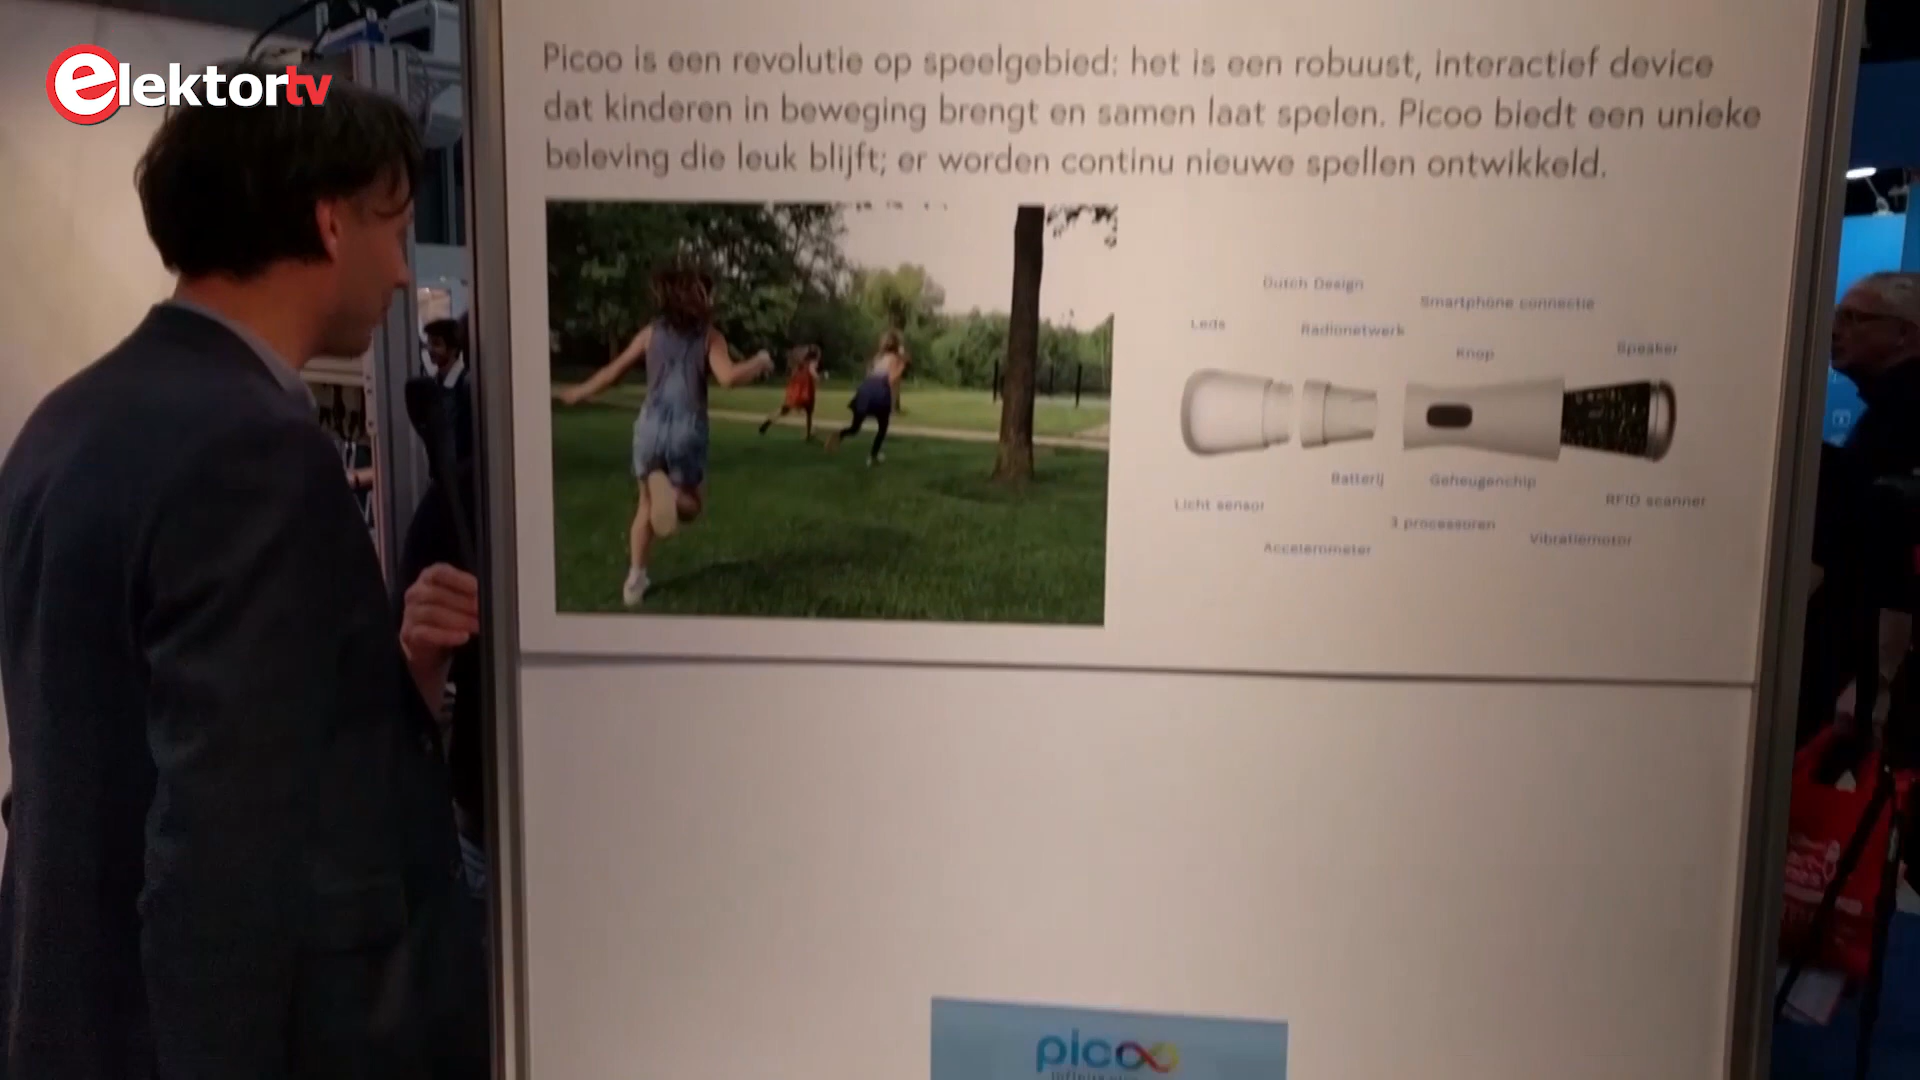 elektortv
Picoo is een revolutie op speelgebied: het is een robuust, interactief device
dat kinderen in beweging brengt en samen laat spelen. Picoo biedt een unieke
beleving die leuk blijft; er worden continu nieuwe spellen ontwikkeld.
Dutch Design
Smartphone connectie
Leds
Radionetwerk
Knop
Speaker
Batterij
Geheugenchip
Licht sensor
RFID scanner
3 processoren
Accelerometer
Vibratiemotor
picoo